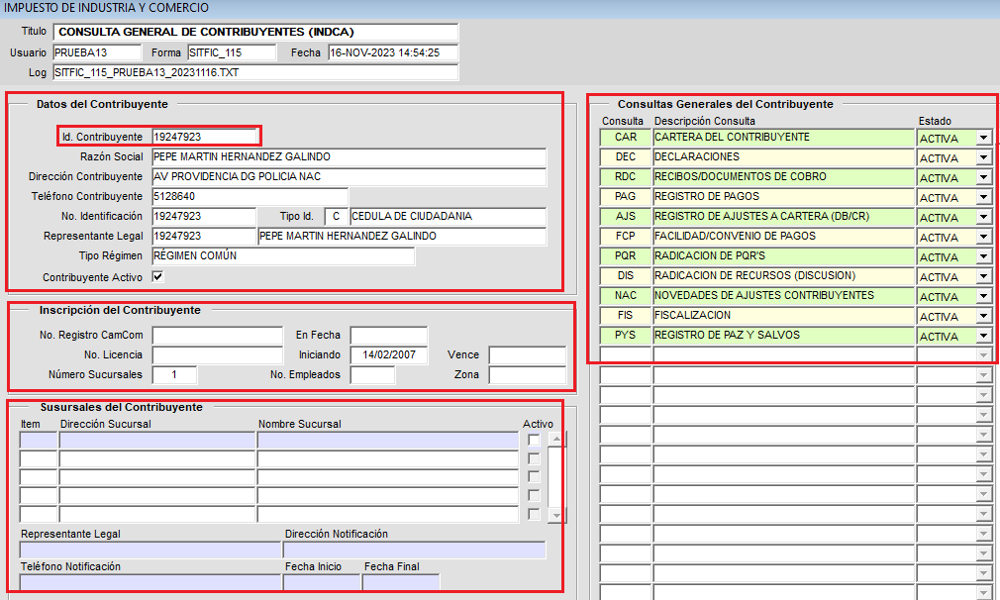 IMPUESTO DE INDUSTRIA Y COMERCIO
Titulo CONSULTA GENERAL DE CONTRIBUYENTES (INDCA)
Usuario PRUEBA13 Forma SITFIC_115 Fecha 16-NOV-2023 14:54:25
Log SITFIC_115_PRUEBA13_20231116.TXT
Datos del Contribuyente
Id. Contribuyente 19247923
Razón Social PEPE MARTIN HERNANDEZ GALINDO
Dirección Contribuyente AV PROVIDENCIA DG POLICIA NAC
Teléfono Contribuyente 5128640
No. Identificación 19247923 Tipo Id. C CEDULA DE CIUDADANIA
Representante Legal 19247923 PEPE MARTIN HERNANDEZ GALINDO
Tipo Régimen RÉGIMEN COMÚN
Contribuyente Activo
Inscripción del Contribuyente
No. Registro CamCom En Fecha
No. Licencia Iniciando 14/02/2007 Vence
Número Sucursales 1 No. Empleados Zona
Susursales del Contribuyente
Item Dirección Sucursal Nombre Sucursal Activo
Representante Legal Dirección Notificación
Teléfono Notificación Fecha Inicio Fecha Final
Consultas Generales del Contribuyente
Consulta Descripción Consulta Estado
CAR CARTERA DEL CONTRIBUYENTE ACTIVA
DEC DECLARACIONES ACTIVA
RDC RECIBOS/DOCUMENTOS DE COBRO ACTIVA
PAG REGISTRO DE PAGOS ACTIVA
AJS REGISTRO DE AJUSTES A CARTERA (DB/CR) ACTIVA
FCP FACILIDAD/CONVENIO DE PAGOS ACTIVA
PQR RADICACION DE PQR'S ACTIVA
DIS RADICACION DE RECURSOS (DISCUSION) ACTIVA
NAC NOVEDADES DE AJUSTES CONTRIBUYENTES ACTIVA
FIS FISCALIZACION ACTIVA
PYS REGISTRO DE PAZ Y SALVOS ACTIVA